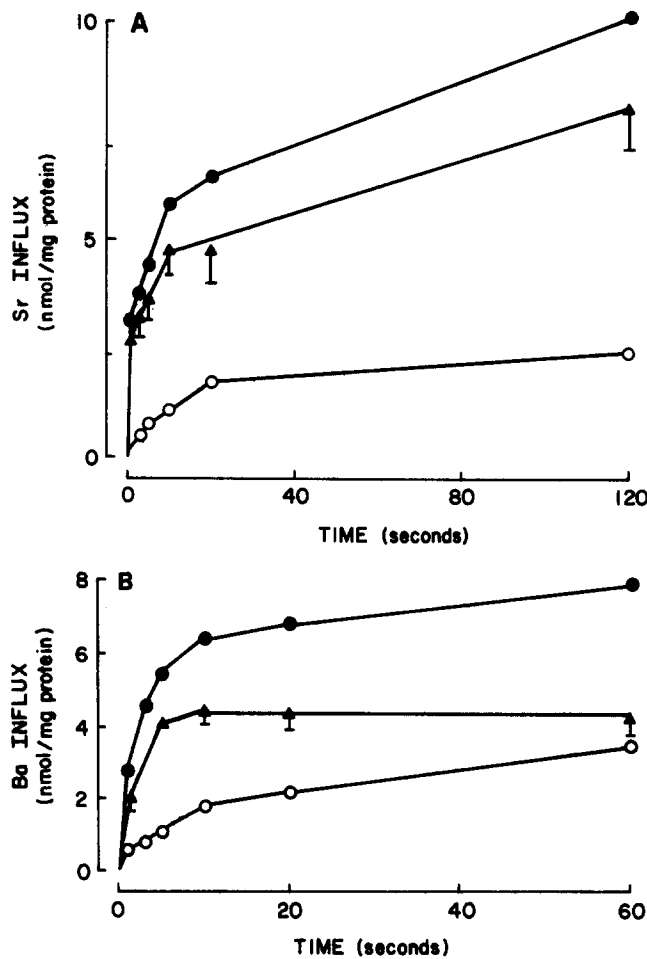 A
10
5
0
Sr INFLUX
(nmol/mg protein)
0 40 80 120
TIME (seconds)
B
8
6
4
2
0
Ba INFLUX
(nmol/mg protein)
0 20 40 60
TIME (seconds)